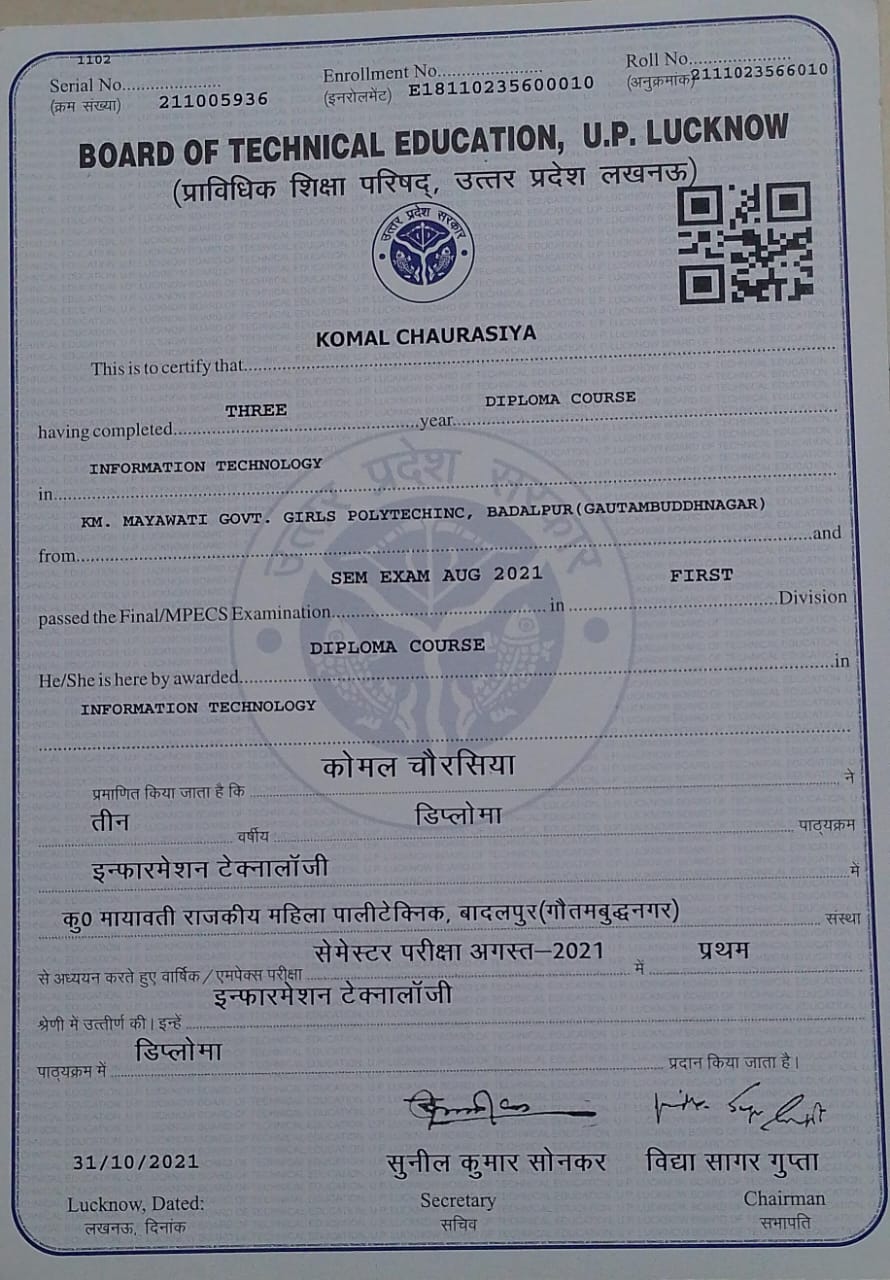 1102
Serial No.................... Enrollment No..................... Roll No....................
(क्रम संख्या) 211005936 (इनरोलमेंट) E18110235600010 (अनुक्रमांक) 2111023566010
BOARD OF TECHNICAL EDUCATION, U.P. LUCKNOW
(प्राविधिक शिक्षा परिषद्, उत्तर प्रदेश लखनऊ)
उत्तर प्रदेश सरकार
KOMAL CHAURASIYA
This is to certify that
THREE DIPLOMA COURSE
having completed year
INFORMATION TECHNOLOGY
in
KM. MAYAWATI GOVT. GIRLS POLYTECHINC, BADALPUR(GAUTAMBUDDHNAGAR)
from and
SEM EXAM AUG 2021 FIRST
passed the Final/MPECS Examination in Division
DIPLOMA COURSE
He/She is here by awarded in
INFORMATION TECHNOLOGY
उत्तर प्रदेश सरकार
कोमल चौरसिया
प्रमाणित किया जाता है कि ने
तीन वर्षीय डिप्लोमा पाठ्यक्रम
इन्फारमेशन टेक्नालॉजी में
कु0 मायावती राजकीय महिला पालीटेक्निक, बादलपुर(गौतमबुद्धनगर) संस्था
सेमेस्टर परीक्षा अगस्त–2021 प्रथम
से अध्ययन करते हुए वार्षिक / एमपेक्स परीक्षा में
इन्फारमेशन टेक्नालॉजी
श्रेणी में उत्तीर्ण की। इन्हें
डिप्लोमा
पाठ्यक्रम में प्रदान किया जाता है।
31/10/2021 सुनील कुमार सोनकर विद्या सागर गुप्ता
Lucknow, Dated: Secretary Chairman
लखनऊ, दिनांक सचिव सभापति